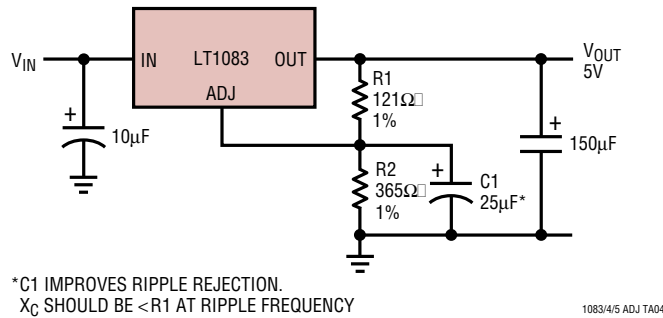 V_IN
IN
LT1083
OUT
ADJ
+
10µF
R1
121Ω
1%
R2
365Ω
1%
+
C1
25µF*
+
150µF
V_OUT
5V
*C1 IMPROVES RIPPLE REJECTION.
X_C SHOULD BE <R1 AT RIPPLE FREQUENCY
1083/4/5 ADJ TA04